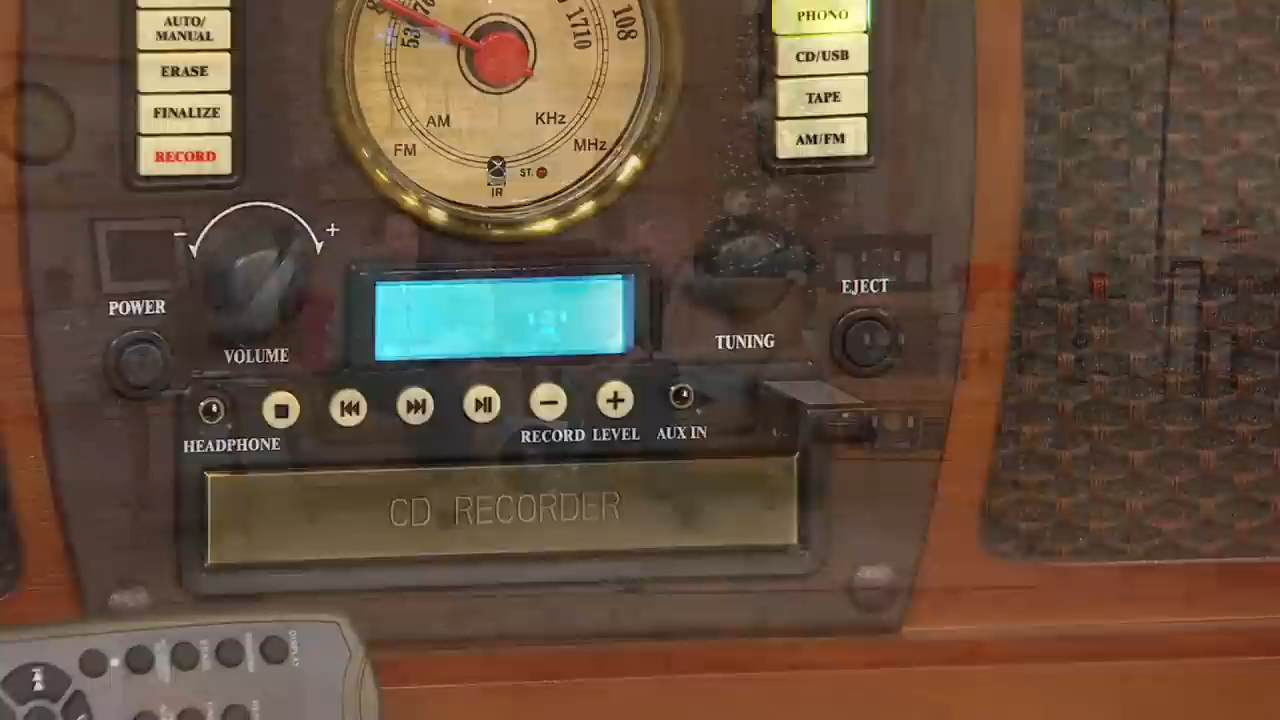 PHONO
AUTO/
MANUAL
CD/USB
ERASE
TAPE
FINALIZE
AM/FM
RECORD
1710
108
AM
KHz
FM
MHz
ST.
IR
- +
POWER
VOLUME
TUNING
EJECT
HEADPHONE
RECORD LEVEL
AUX IN
CD RECORDER
DISPLAY